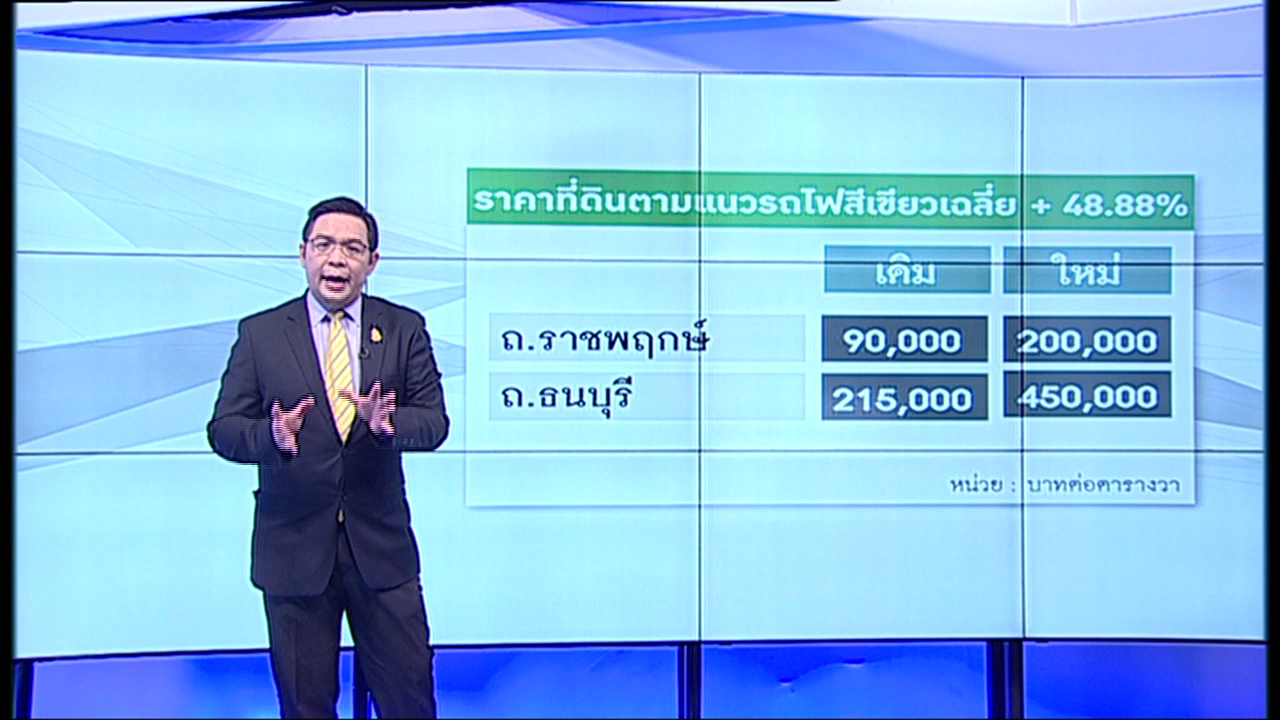 ราคาที่ดินตามแนวรถไฟสีเขียวเฉลี่ย + 48.88%
เดิม ใหม่
ถ.ราชพฤกษ์ 90,000 200,000
ถ.ธนบุรี 215,000 450,000
หน่วย : บาทต่อตารางวา